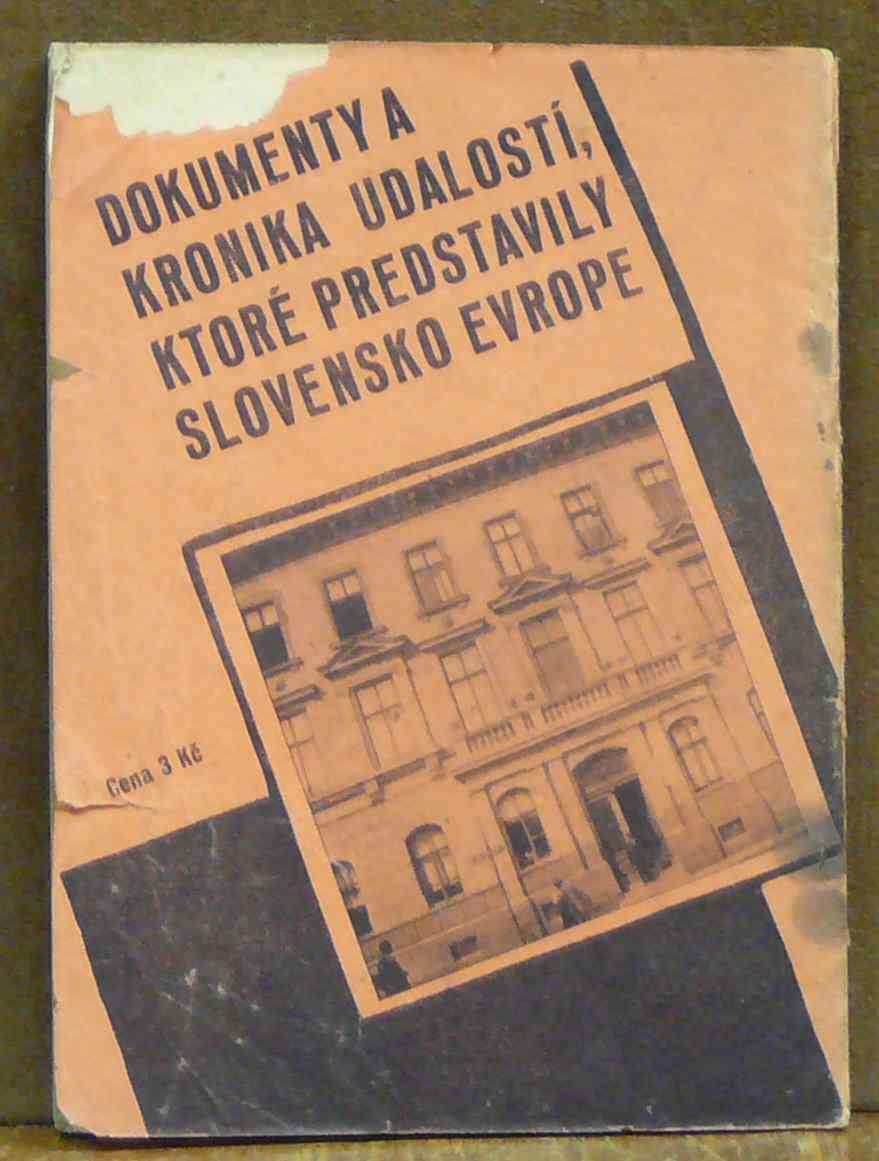 DOKUMENTY A
KRONIKA UDALOSTÍ,
KTORÉ PREDSTAVILY
SLOVENSKO EVROPE
Cena 3 Kč